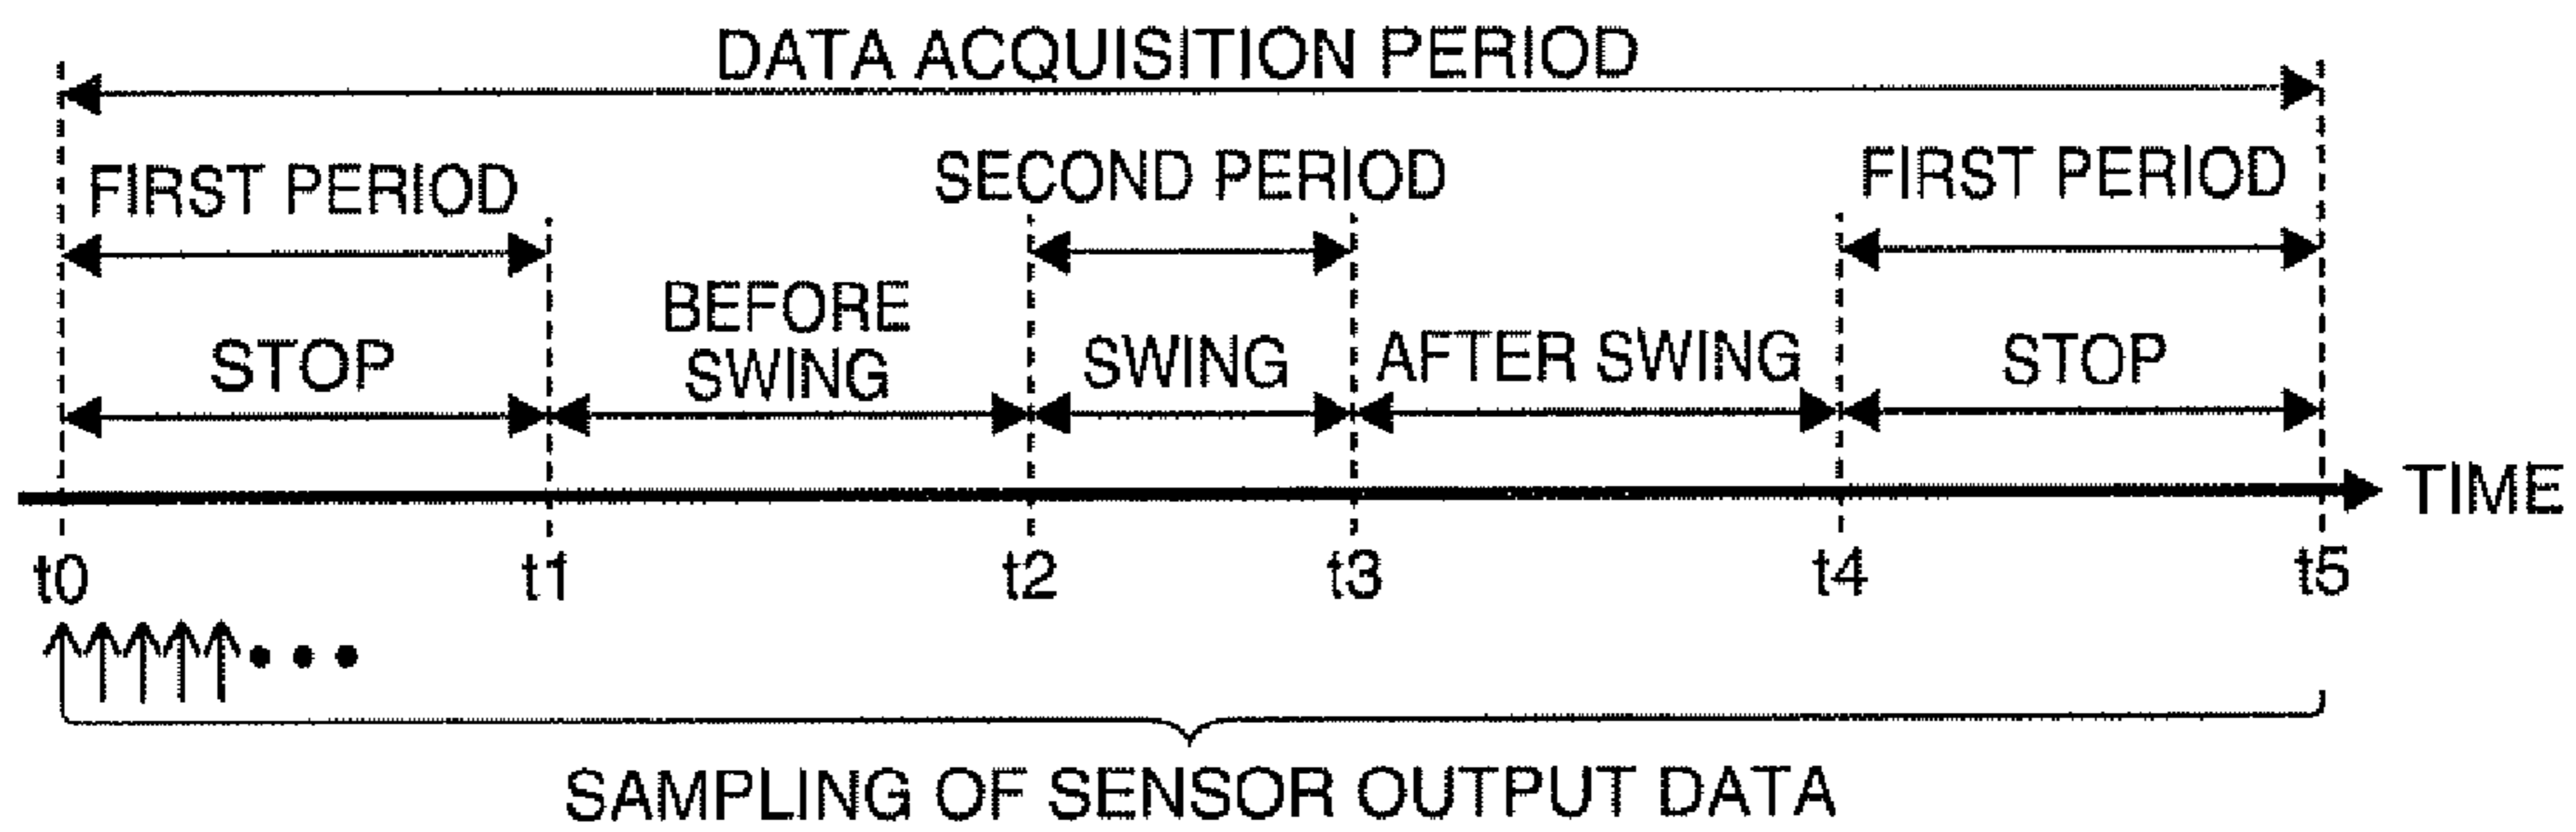 DATA ACQUISITION PERIOD
FIRST PERIOD
SECOND PERIOD
FIRST PERIOD
STOP
BEFORE
SWING
SWING
AFTER SWING
STOP
TIME
t0
t1
t2
t3
t4
t5
SAMPLING OF SENSOR OUTPUT DATA